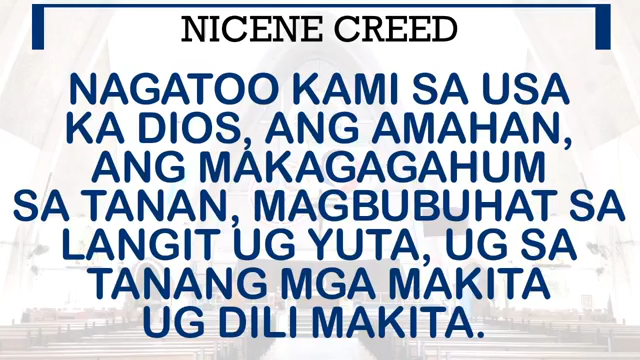 NICENE CREED
NAGATOO KAMI SA USA
KA DIOS, ANG AMAHAN,
ANG MAKAGAGAHUM
SA TANAN, MAGBUBUHAT SA
LANGIT UG YUTA, UG SA
TANANG MGA MAKITA
UG DILI MAKITA.